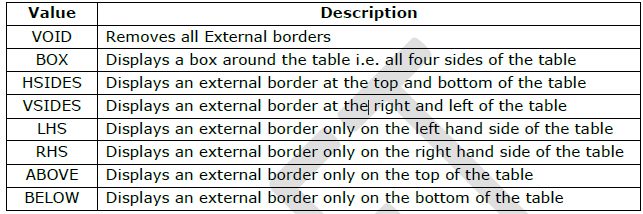 Value Description
VOID Removes all External borders
BOX Displays a box around the table i.e. all four sides of the table
HSIDES Displays an external border at the top and bottom of the table
VSIDES Displays an external border at the right and left of the table
LHS Displays an external border only on the left hand side of the table
RHS Displays an external border only on the right hand side of the table
ABOVE Displays an external border only on the top of the table
BELOW Displays an external border only on the bottom of the table